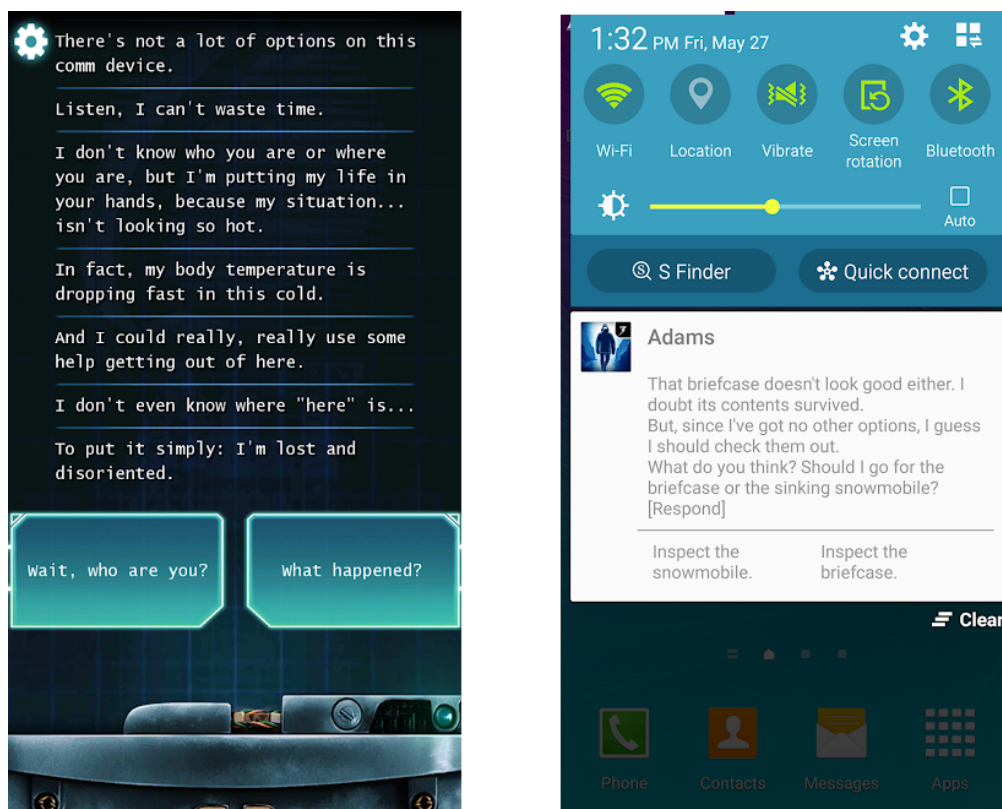 There's not a lot of options on this
comm device.
Listen, I can't waste time.
I don't know who you are or where
you are, but I'm putting my life in
your hands, because my situation...
isn't looking so hot.
In fact, my body temperature is
dropping fast in this cold.
And I could really, really use some
help getting out of here.
I don't even know where "here" is...
To put it simply: I'm lost and
disoriented.
Wait, who are you?
What happened?
1:32 PM Fri, May 27
Wi-Fi
Location
Vibrate
Screen
rotation
Bluetooth
Auto
S Finder
Quick connect
Adams
That briefcase doesn't look good either. I
doubt its contents survived.
But, since I've got no other options, I guess
I should check them out.
What do you think? Should I go for the
briefcase or the sinking snowmobile?
[Respond]
Inspect the
snowmobile.
Inspect the
briefcase.
Clear
Phone
Contacts
Messages
Apps